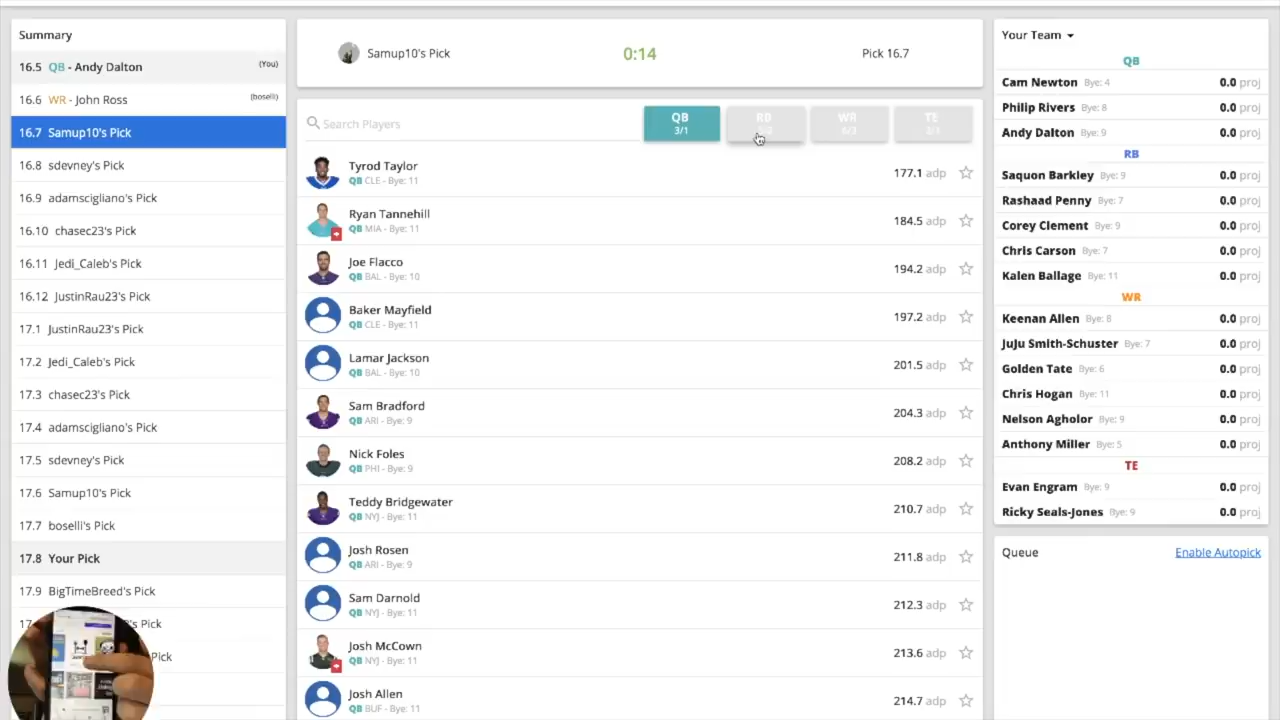 Summary
16.5 QB - Andy Dalton (You)
16.6 WR - John Ross (boselli)
16.7 Samup10's Pick
16.8 sdevney's Pick
16.9 adamscigliano's Pick
16.10 chasec23's Pick
16.11 Jedi_Caleb's Pick
16.12 JustinRau23's Pick
17.1 JustinRau23's Pick
17.2 Jedi_Caleb's Pick
17.3 chasec23's Pick
17.4 adamscigliano's Pick
17.5 sdevney's Pick
17.6 Samup10's Pick
17.7 boselli's Pick
17.8 Your Pick
17.9 BigTimeBreed's Pick
's Pick
Pick
Samup10's Pick 0:14 Pick 16.7
Search Players
QB
3/1
RB
WR
6/3
TE
2/1
Tyrod Taylor
QB CLE - Bye: 11
177.1 adp
Ryan Tannehill
QB MIA - Bye: 11
184.5 adp
Joe Flacco
QB BAL - Bye: 10
194.2 adp
Baker Mayfield
QB CLE - Bye: 11
197.2 adp
Lamar Jackson
QB BAL - Bye: 10
201.5 adp
Sam Bradford
QB ARI - Bye: 9
204.3 adp
Nick Foles
QB PHI - Bye: 9
208.2 adp
Teddy Bridgewater
QB NYJ - Bye: 11
210.7 adp
Josh Rosen
QB ARI - Bye: 9
211.8 adp
Sam Darnold
QB NYJ - Bye: 11
212.3 adp
Josh McCown
QB NYJ - Bye: 11
213.6 adp
Josh Allen
QB BUF - Bye: 11
214.7 adp
Your Team
QB
Cam Newton Bye: 4 0.0 proj
Philip Rivers Bye: 8 0.0 proj
Andy Dalton Bye: 9 0.0 proj
RB
Saquon Barkley Bye: 9 0.0 proj
Rashaad Penny Bye: 7 0.0 proj
Corey Clement Bye: 9 0.0 proj
Chris Carson Bye: 7 0.0 proj
Kalen Ballage Bye: 11 0.0 proj
WR
Keenan Allen Bye: 8 0.0 proj
JuJu Smith-Schuster Bye: 7 0.0 proj
Golden Tate Bye: 6 0.0 proj
Chris Hogan Bye: 11 0.0 proj
Nelson Agholor Bye: 9 0.0 proj
Anthony Miller Bye: 5 0.0 proj
TE
Evan Engram Bye: 9 0.0 proj
Ricky Seals-Jones Bye: 9 0.0 proj
Queue Enable Autopick